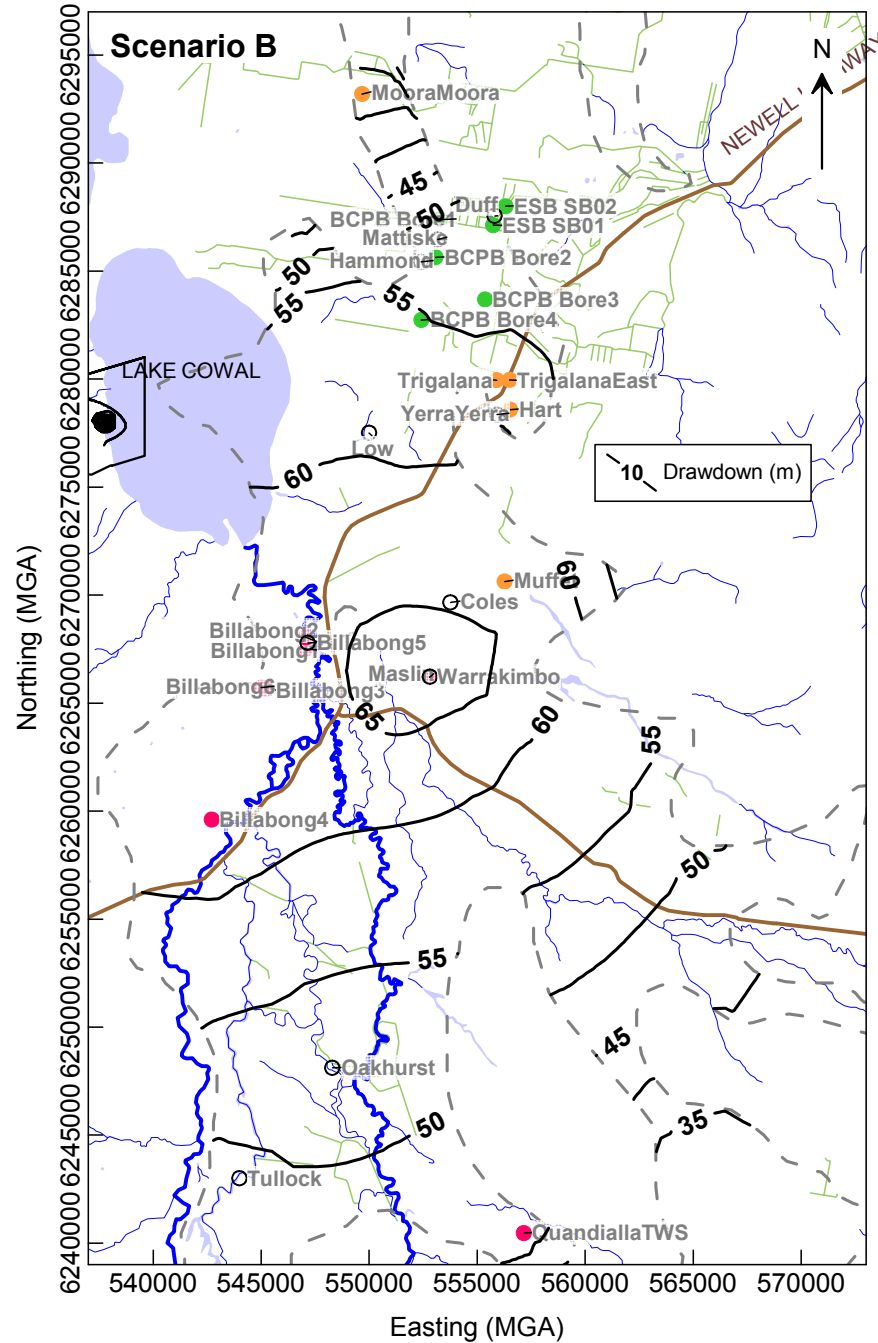 Scenario B
N
NEWELL
MooraMoora
45
50
Duff
ESB SB02
BCPB Bore1
ESB SB01
Mattiske
Hammond
BCPB Bore2
50
55
55
BCPB Bore3
BCPB Bore4
LAKE COWAL
Trigalana
TrigalanaEast
YerraYerra
Hart
Low
60
10 Drawdown (m)
60
Coles
Billabong2
Billabong5
Billabong1
Billabong6
Billabong3
Warrakimbo
65
60
55
Billabong4
50
55
45
Oakhurst
50
35
Tullock
QuandiallaTWS
6295000
6290000
6285000
6280000
6275000
6270000
6265000
6260000
6255000
6250000
6245000
6240000
Northing (MGA)
540000 545000 550000 555000 560000 565000 570000
Easting (MGA)